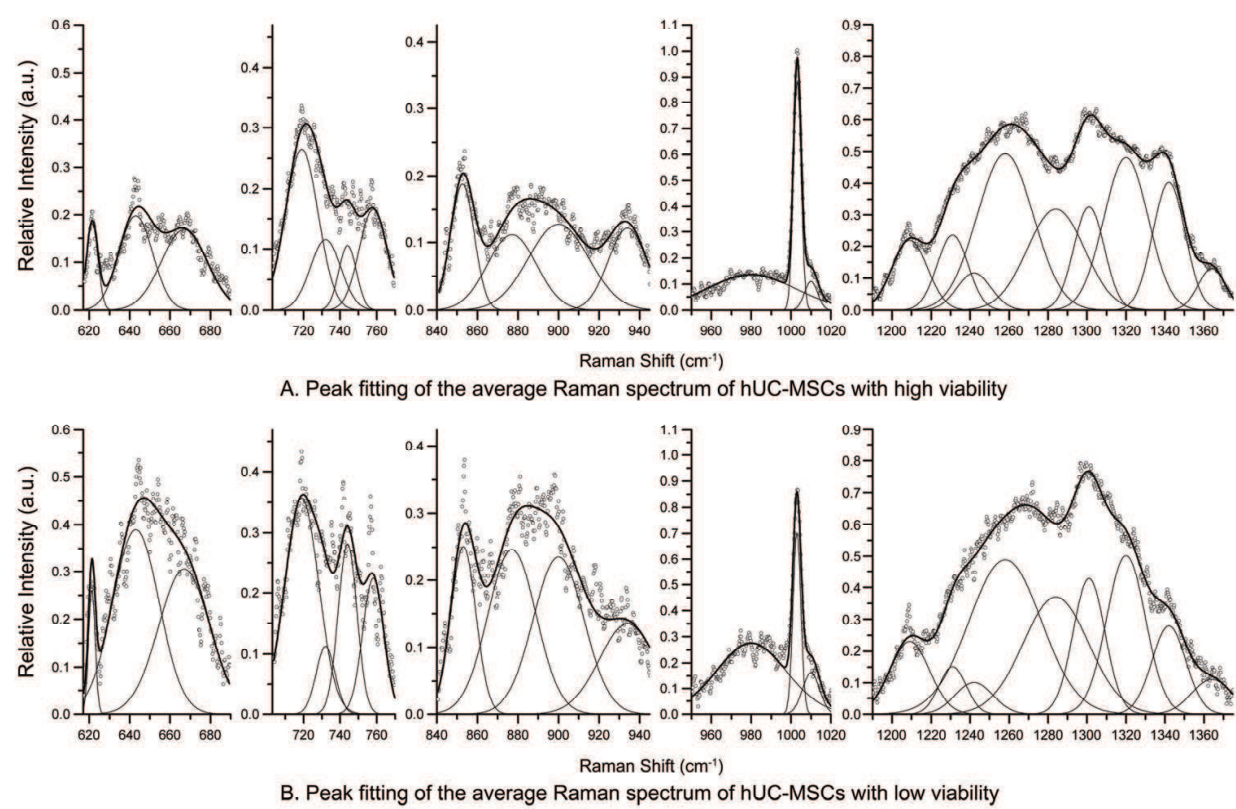 0.6 0.5 0.4 0.3 0.2 0.1 0.0
0.4 0.3 0.2 0.1 0.0
0.4 0.3 0.2 0.1 0.0
1.1 1.0 0.9 0.8 0.7 0.6 0.5 0.4 0.3 0.2 0.1 0.0
0.9 0.8 0.7 0.6 0.5 0.4 0.3 0.2 0.1 0.0
Relative Intensity (a.u.)
620 640 660 680 720 740 760 840 860 880 900 920 940 960 980 1000 1020 1200 1220 1240 1260 1280 1300 1320 1340 1360
Raman Shift (cm⁻¹)
A. Peak fitting of the average Raman spectrum of hUC-MSCs with high viability
0.6 0.5 0.4 0.3 0.2 0.1 0.0
0.4 0.3 0.2 0.1 0.0
0.4 0.3 0.2 0.1 0.0
1.1 1.0 0.9 0.8 0.7 0.6 0.5 0.4 0.3 0.2 0.1 0.0
0.9 0.8 0.7 0.6 0.5 0.4 0.3 0.2 0.1 0.0
Relative Intensity (a.u.)
620 640 660 680 720 740 760 840 860 880 900 920 940 960 980 1000 1020 1200 1220 1240 1260 1280 1300 1320 1340 1360
Raman Shift (cm⁻¹)
B. Peak fitting of the average Raman spectrum of hUC-MSCs with low viability